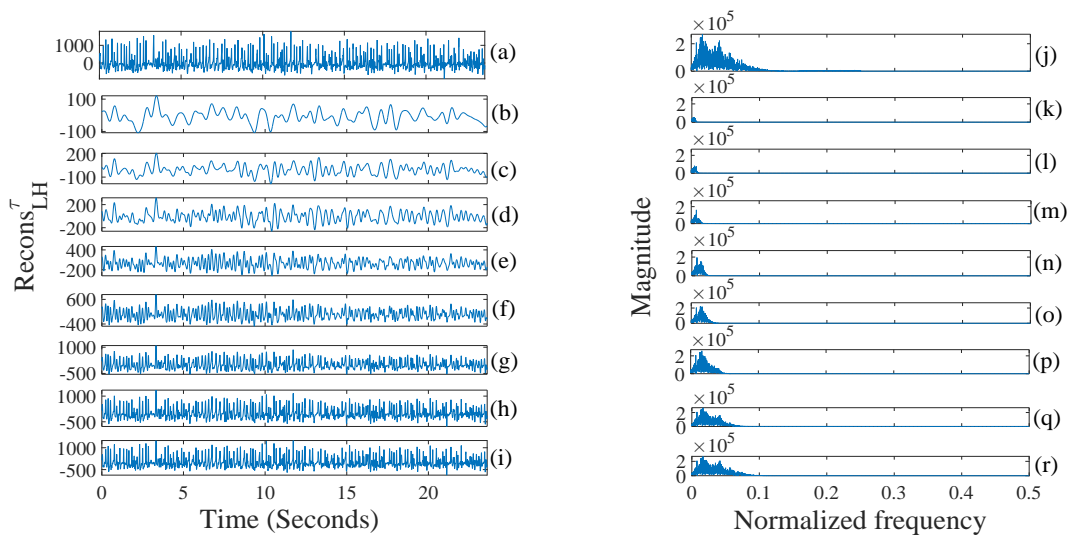 1000
0
(a)
100
-100
(b)
200
-100
(c)
200
-200
(d)
400
-200
(e)
600
-400
(f)
1000
-500
(g)
1000
-500
(h)
1000
-500
(i)
0 5 10 15 20
Time (Seconds)
Recons^τ_LH
×10^5
2
0
(j)
×10^5
2
0
(k)
×10^5
2
0
(l)
×10^5
2
0
(m)
×10^5
2
0
(n)
×10^5
2
0
(o)
×10^5
2
0
(p)
×10^5
2
0
(q)
×10^5
2
0
(r)
0 0.1 0.2 0.3 0.4 0.5
Normalized frequency
Magnitude